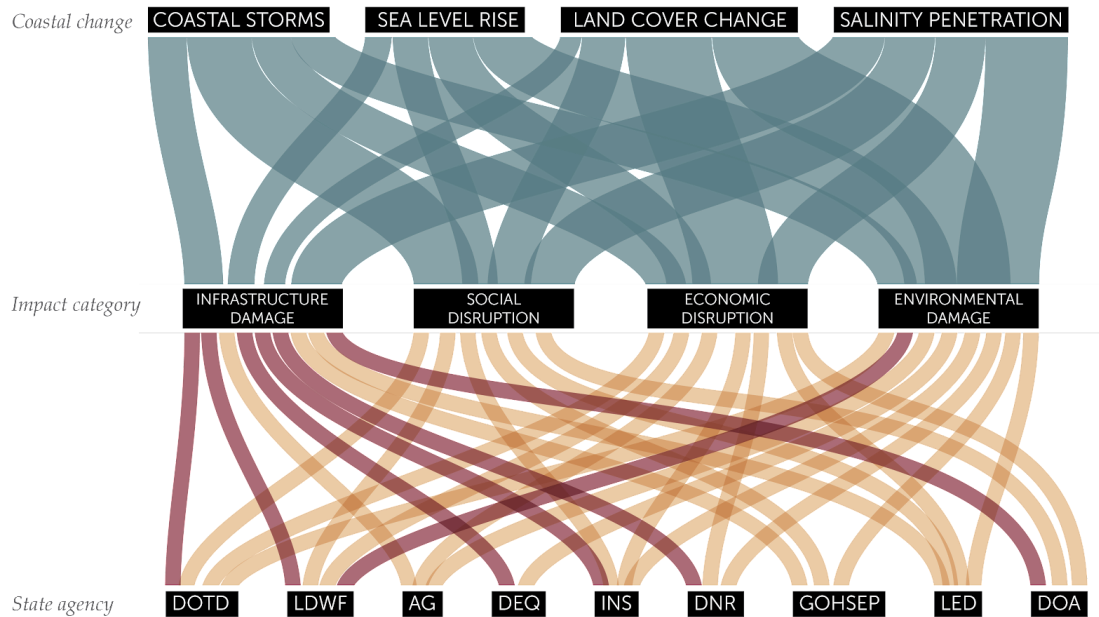 Coastal change
COASTAL STORMS
SEA LEVEL RISE
LAND COVER CHANGE
SALINITY PENETRATION
Impact category
INFRASTRUCTURE
DAMAGE
SOCIAL
DISRUPTION
ECONOMIC
DISRUPTION
ENVIRONMENTAL
DAMAGE
State agency
DOTD
LDWF
AG
DEQ
INS
DNR
GOHSEP
LED
DOA